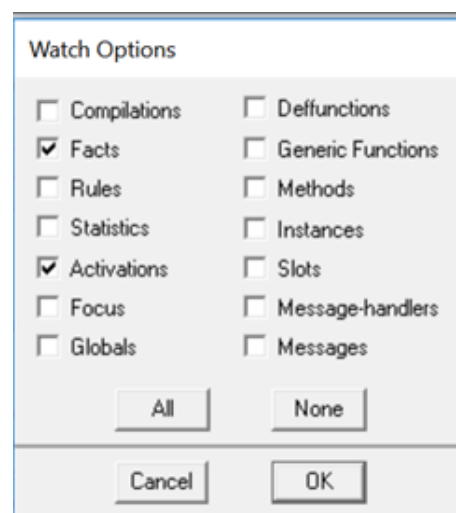 Watch Options
Compilations
Facts
Rules
Statistics
Activations
Focus
Globals
Deffunctions
Generic Functions
Methods
Instances
Slots
Message-handlers
Messages
All
None
Cancel
OK